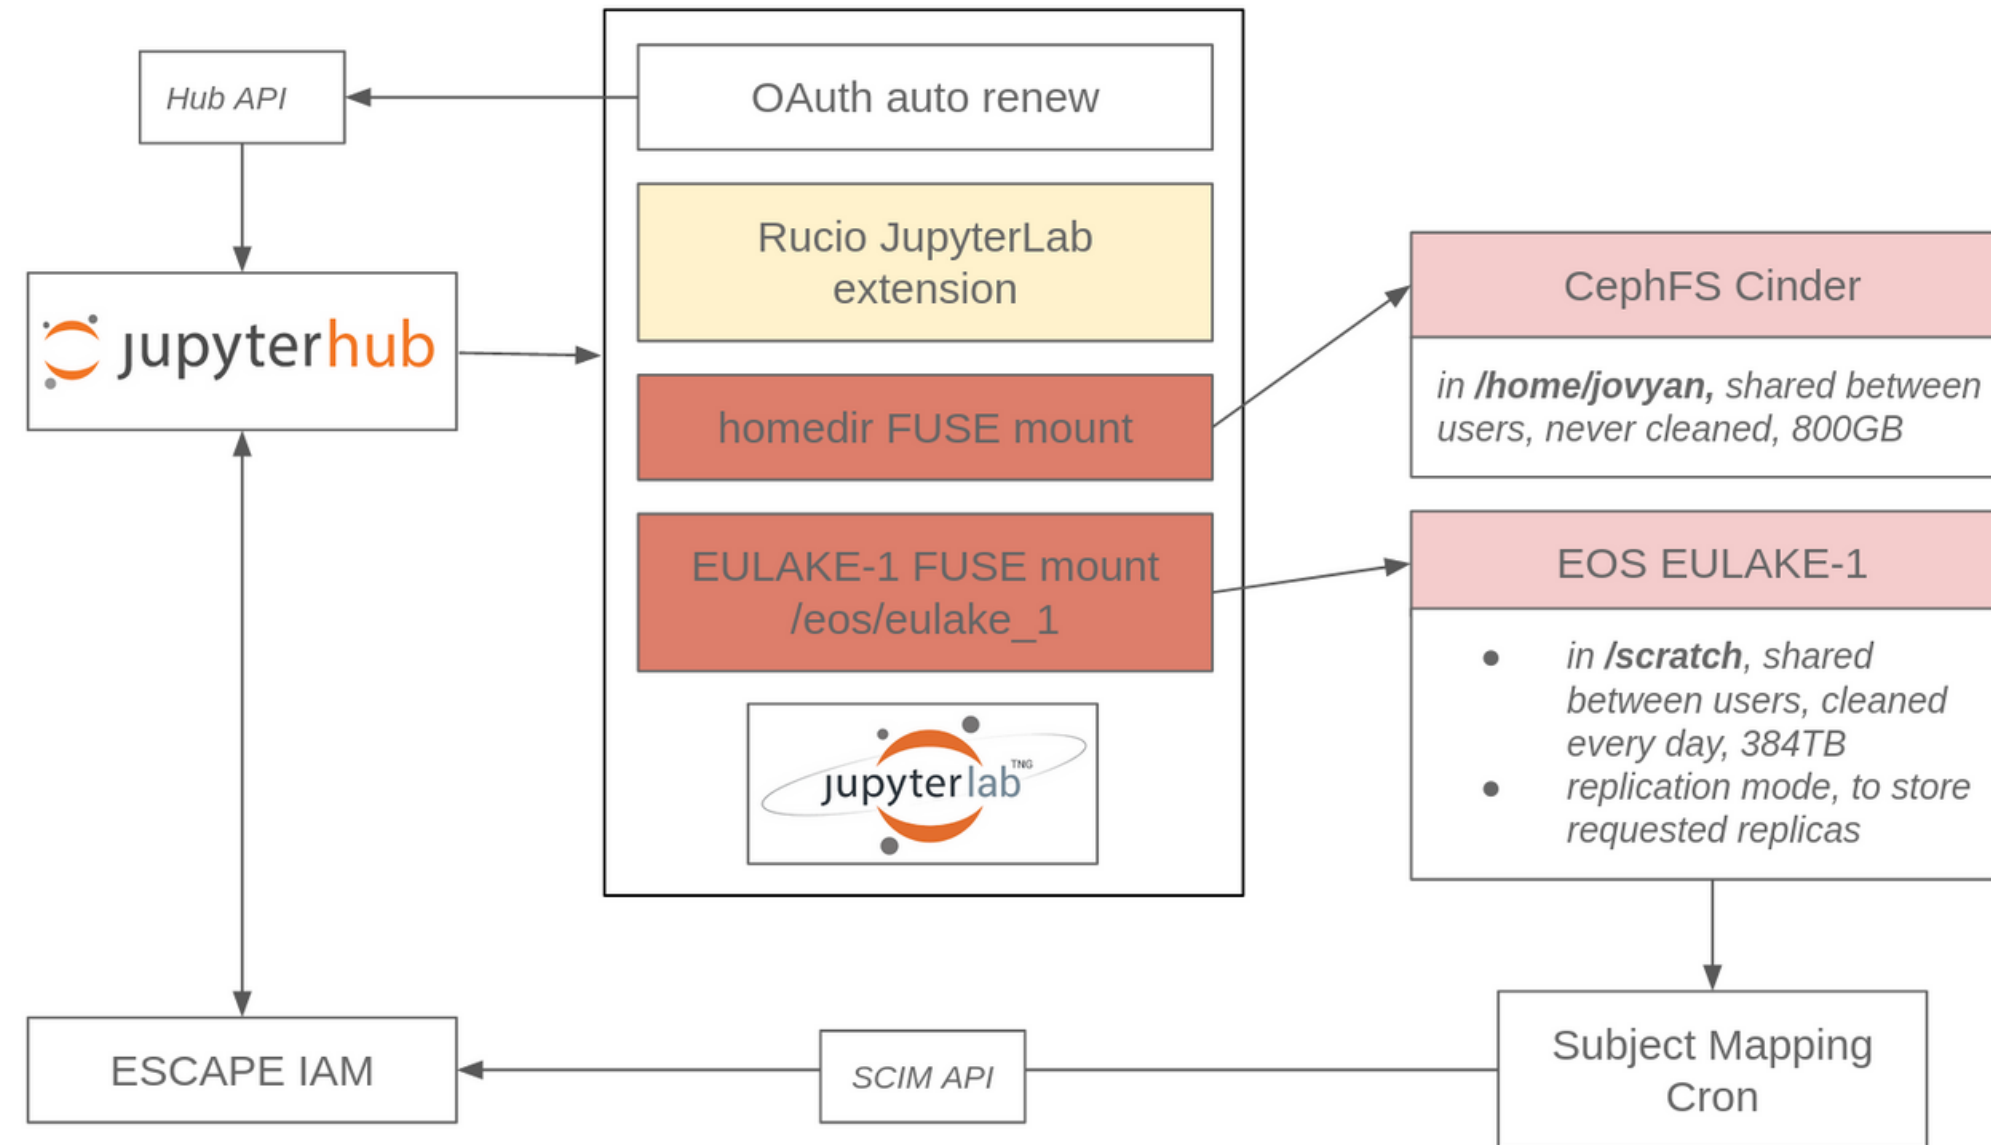 Hub API
OAuth auto renew
Rucio JupyterLab
extension
jupyterhub
CephFS Cinder
homedir FUSE mount
in /home/jovyan, shared between
users, never cleaned, 800GB
EULAKE-1 FUSE mount
/eos/eulake_1
EOS EULAKE-1
in /scratch, shared
between users, cleaned
every day, 384TB
replication mode, to store
requested replicas
jupyterlab TNG
ESCAPE IAM
SCIM API
Subject Mapping
Cron